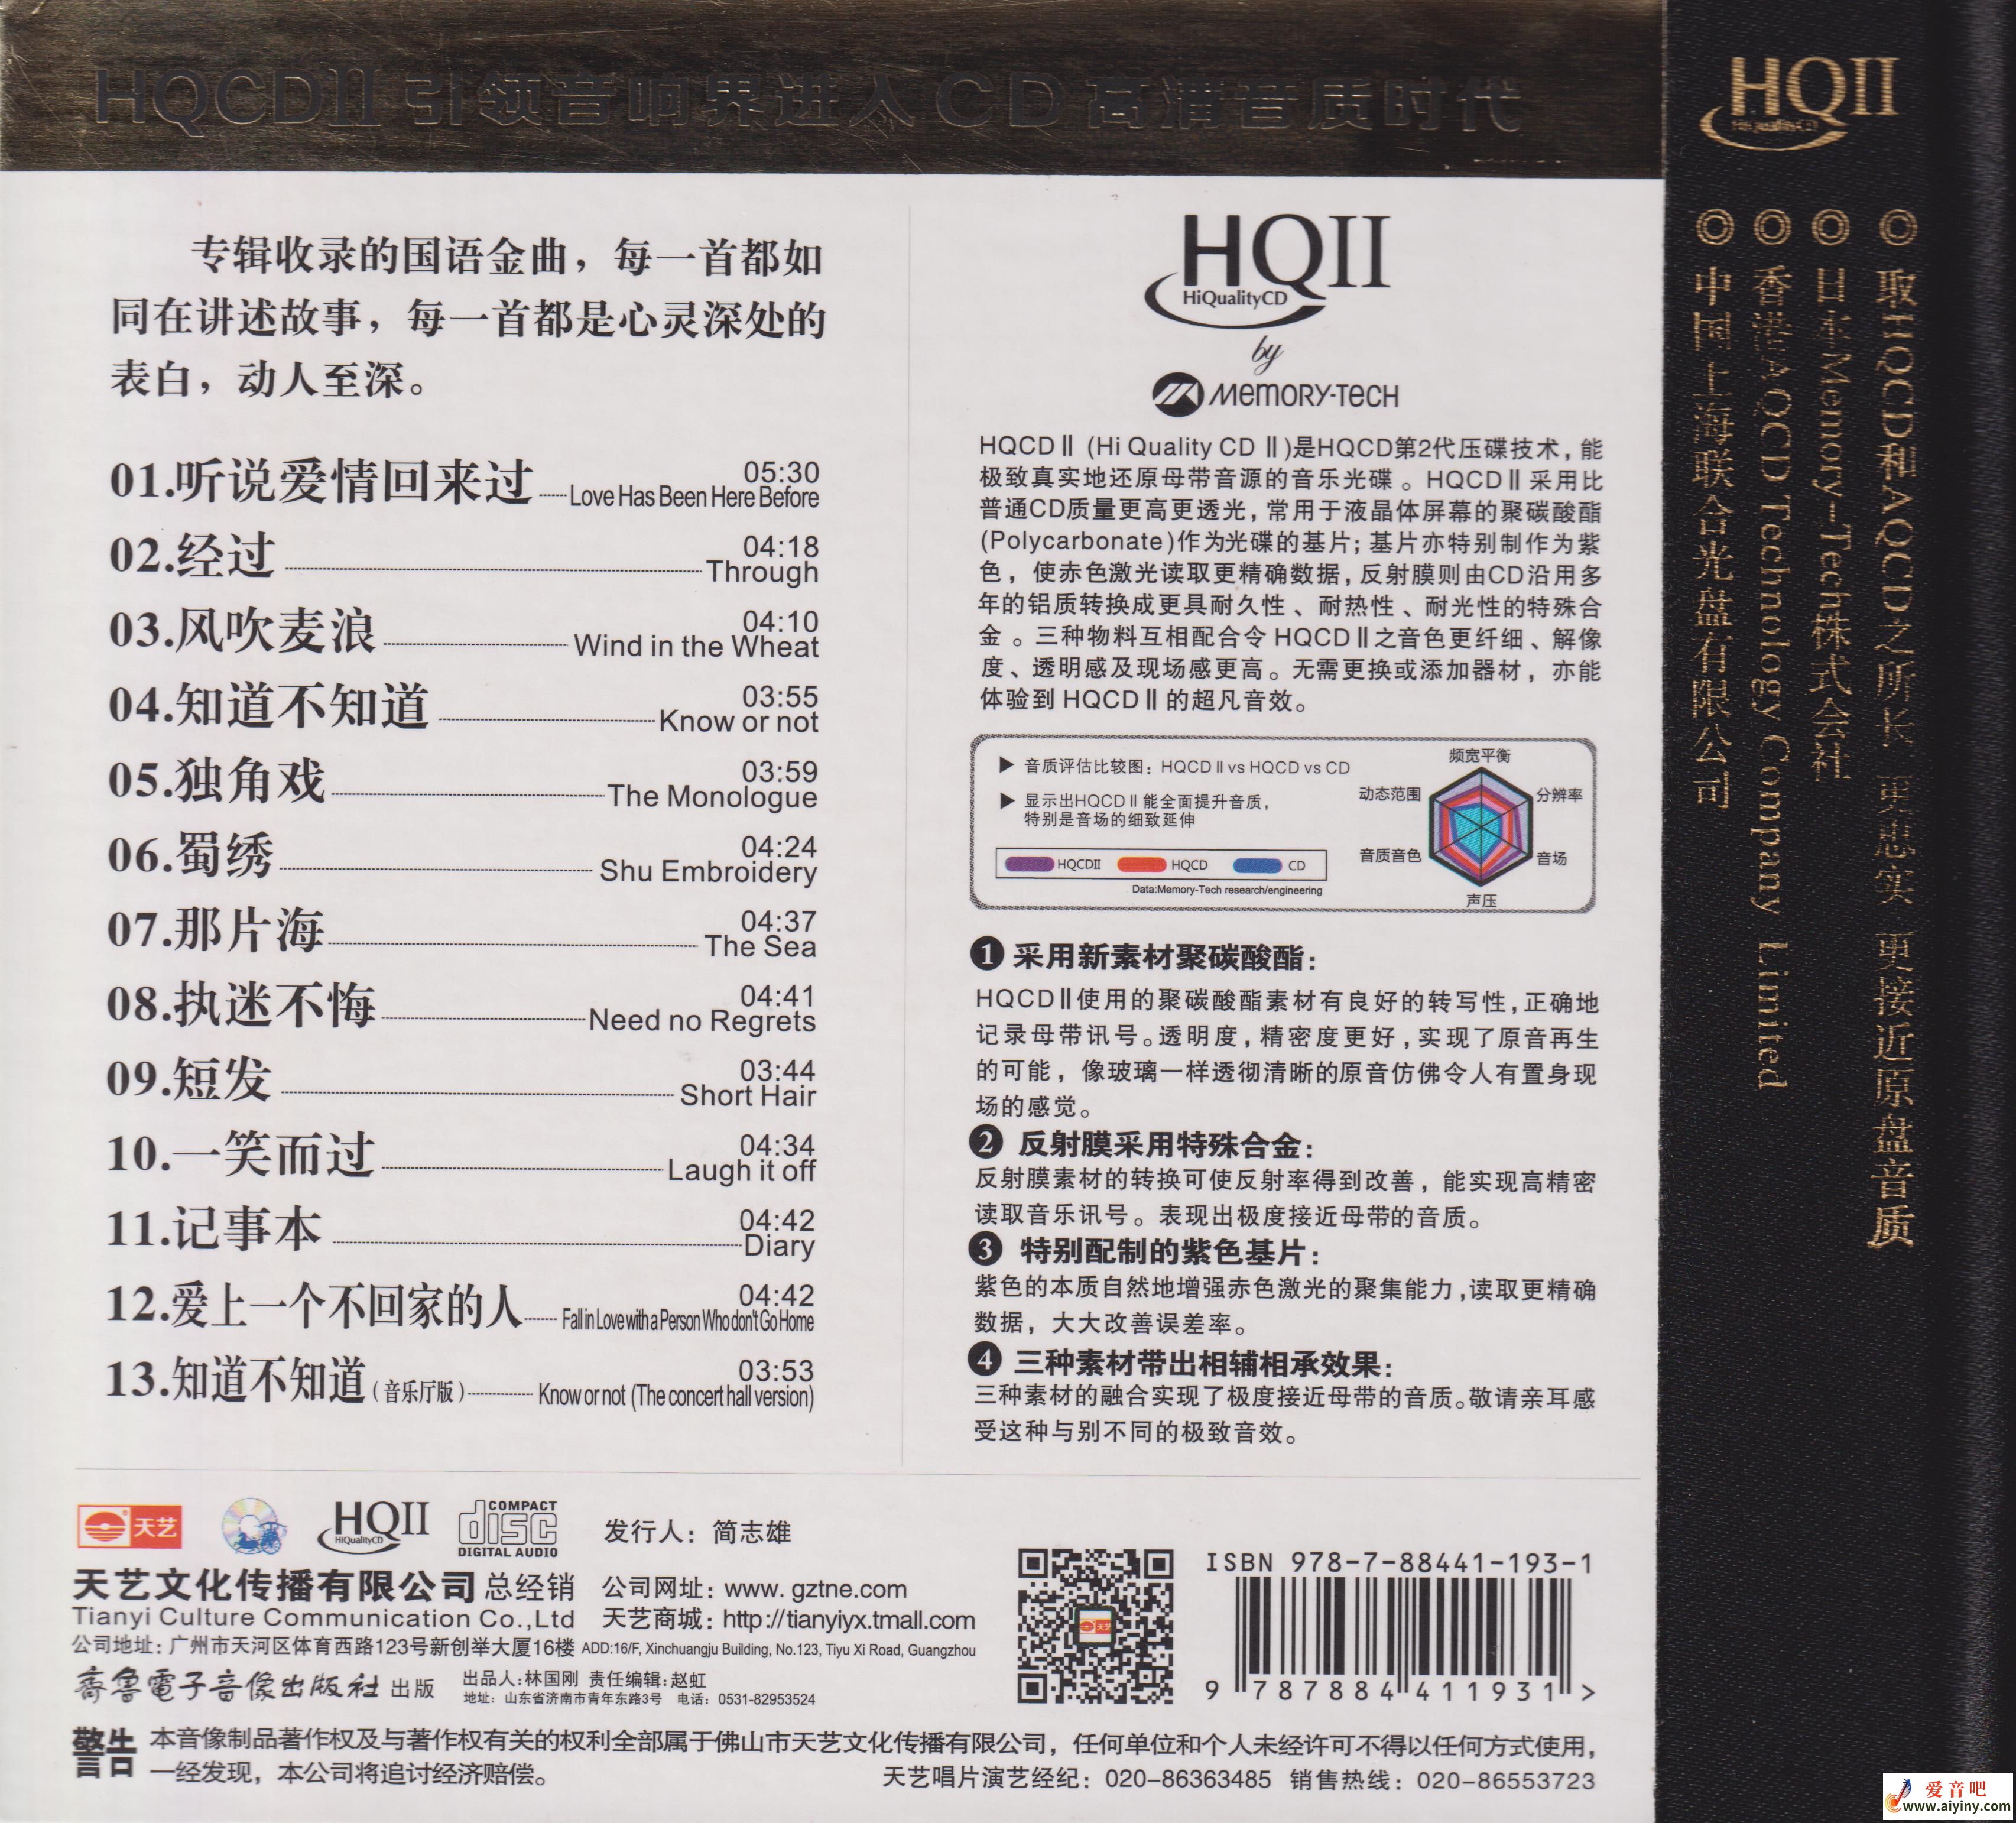 HQCDII 引领音响界进入CD高清音质时代
专辑收录的国语金曲，每一首都如
同在讲述故事，每一首都是心灵深处的
表白，动人至深。
01.听说爱情回来过 05:30 Love Has Been Here Before
02.经过 04:18 Through
03.风吹麦浪 04:10 Wind in the Wheat
04.知道不知道 03:55 Know or not
05.独角戏 03:59 The Monologue
06.蜀绣 04:24 Shu Embroidery
07.那片海 04:37 The Sea
08.执迷不悔 04:41 Need no Regrets
09.短发 03:44 Short Hair
10.一笑而过 04:34 Laugh it off
11.记事本 04:42 Diary
12.爱上一个不回家的人 04:42 Fall in Love with a Person Who don't Go Home
13.知道不知道（音乐厅版） 03:53 Know or not (The concert hall version)
HQII
HiQualityCD
by
MEMORY-TECH
HQCDⅡ (Hi Quality CD Ⅱ)是HQCD第2代压碟技术，能
极致真实地还原母带音源的音乐光碟。HQCDⅡ采用比
普通CD质量更高更透光，常用于液晶体屏幕的聚碳酸酯
(Polycarbonate)作为光碟的基片；基片亦特别制作为紫
色，使赤色激光读取更精确数据，反射膜则由CD沿用多
年的铝质转换成更具耐久性、耐热性、耐光性的特殊合
金。三种物料互相配合令 HQCDⅡ之音色更纤细、解像
度、透明感及现场感更高。无需更换或添加器材，亦能
体验到 HQCDⅡ的超凡音效。
▶ 音质评估比较图：HQCDⅡ vs HQCD vs CD
▶ 显示出HQCDⅡ能全面提升音质，
特别是音场的细致延伸
HQCDII HQCD CD
Data:Memory-Tech research/engineering
频宽平衡
动态范围 分辨率
音质音色 音场
声压
❶ 采用新素材聚碳酸酯：
HQCDⅡ使用的聚碳酸酯素材有良好的转写性，正确地
记录母带讯号。透明度，精密度更好，实现了原音再生
的可能，像玻璃一样透彻清晰的原音仿佛令人有置身现
场的感觉。
❷ 反射膜采用特殊合金：
反射膜素材的转换可使反射率得到改善，能实现高精密
读取音乐讯号。表现出极度接近母带的音质。
❸ 特别配制的紫色基片：
紫色的本质自然地增强赤色激光的聚集能力，读取更精确
数据，大大改善误差率。
❹ 三种素材带出相辅相承效果：
三种素材的融合实现了极度接近母带的音质。敬请亲耳感
受这种与别不同的极致音效。
天艺
HQII
HiQualityCD
COMPACT
disc
DIGITAL AUDIO
发行人：简志雄
天艺文化传播有限公司 总经销
Tianyi Culture Communication Co.,Ltd
公司网址：www. gztne.com
天艺商城：http://tianyiyx.tmall.com
公司地址：广州市天河区体育西路123号新创举大厦16楼 ADD:16/F, Xinchuangju Building, No.123, Tiyu Xi Road, Guangzhou
齊魯電子音像出版社 出版
出品人：林国刚 责任编辑：赵虹
地址：山东省济南市青年东路3号 电话：0531-82953524
天艺
ISBN 978-7-88441-193-1
9 787884 411931 >
警告 本音像制品著作权及与著作权有关的权利全部属于佛山市天艺文化传播有限公司，任何单位和个人未经许可不得以任何方式使用，
一经发现，本公司将追讨经济赔偿。
天艺唱片演艺经纪：020-86363485 销售热线：020-86553723
HQII
Hi QualityCD
◎取HQCD和AQCD之所长 更忠实 更接近原盘音质
◎日本Memory-Tech株式会社
◎香港AQCD Technology Company Limited
◎中国上海联合光盘有限公司
爱音吧
www.aiyiny.com